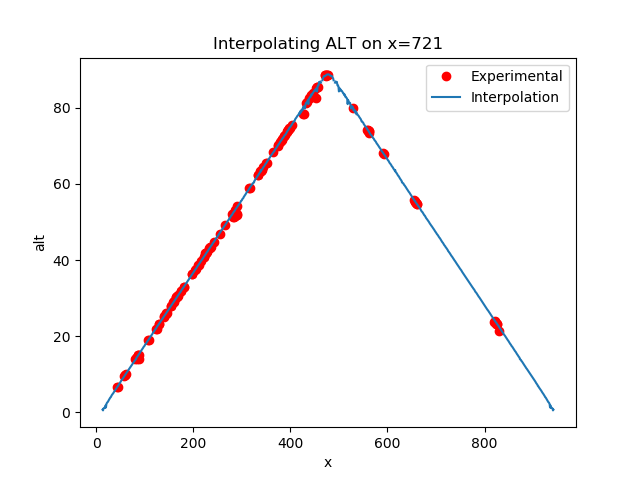 Interpolating ALT on x=721
Experimental
Interpolation
80
60
40
20
0
alt
0 200 400 600 800
x